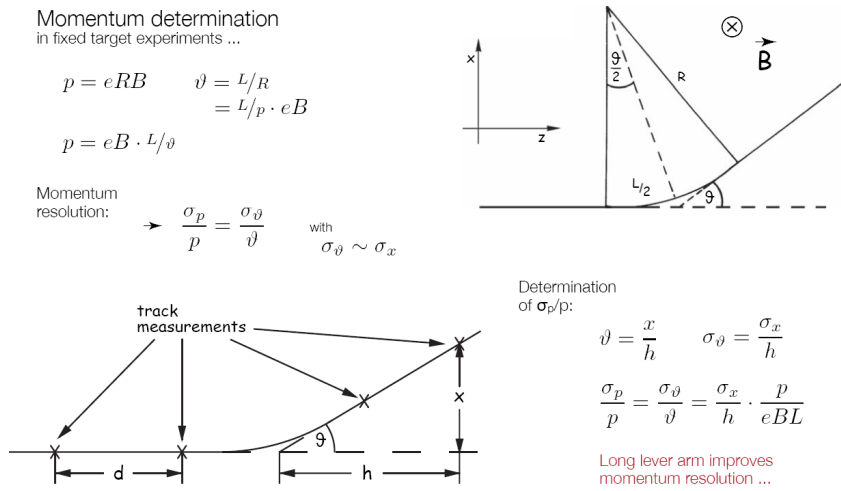 Momentum determination
in fixed target experiments ...
p = eRB
ϑ = L/R
= L/p · eB
p = eB · L/ϑ
Momentum
resolution:
σp/p = σϑ/ϑ
with
σϑ ∼ σx
x
z
ϑ/2
R
B
L/2
ϑ
track
measurements
ϑ
x
d
h
Determination
of σp/p:
ϑ = x/h
σϑ = σx/h
σp/p = σϑ/ϑ = σx/h · p/eBL
Long lever arm improves
momentum resolution ...